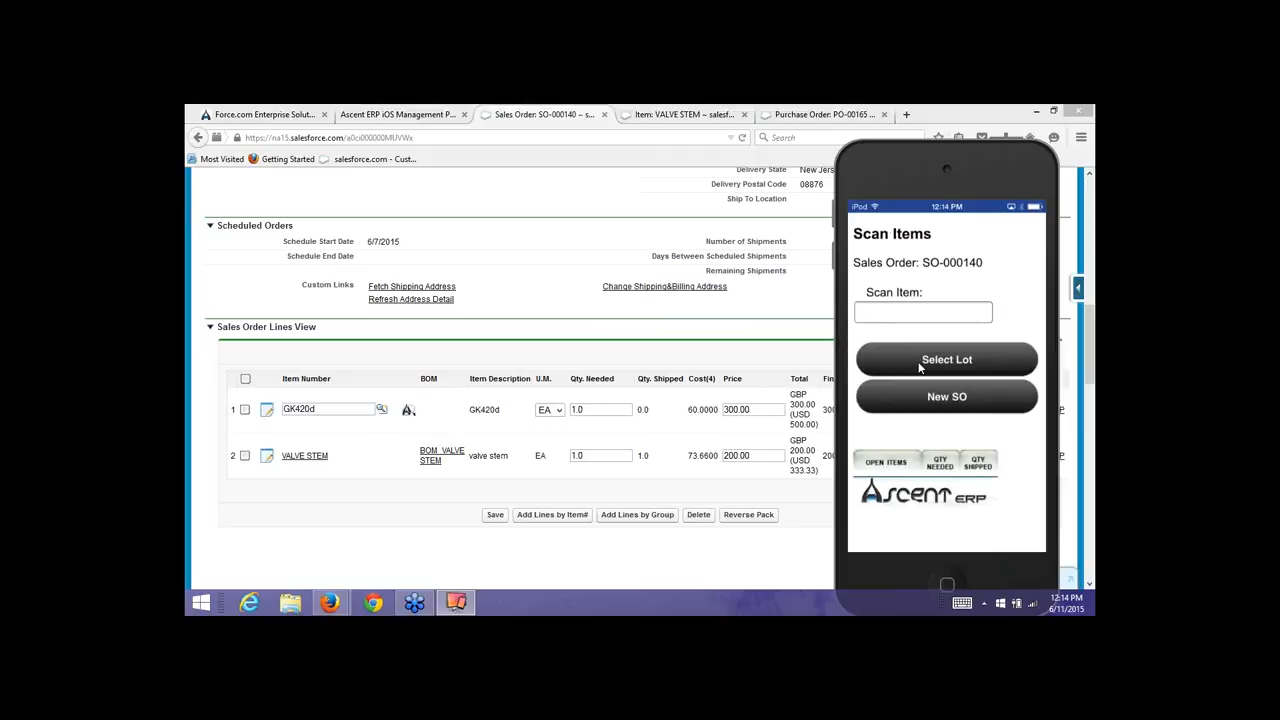 Force.com Enterprise Solut...
Ascent ERP iOS Management P...
Sales Order: SO-000140 ~ s...
Item: VALVE STEM ~ salesf...
Purchase Order: PO-00165
https://na15.salesforce.com/a0ci000000MUVWx
Search
Most Visited
Getting Started
salesforce.com - Cust...
Delivery State
New Jers
Delivery Postal Code
08876
Ship To Location
Scheduled Orders
Schedule Start Date
6/7/2015
Number of Shipments
Schedule End Date
Days Between Scheduled Shipments
Remaining Shipments
Custom Links
Fetch Shipping Address
Change Shipping&Billing Address
Refresh Address Detail
Sales Order Lines View
Item Number
BOM
Item Description
U.M.
Qty. Needed
Qty. Shipped
Cost(4)
Price
Total
Fin
1
GK420d
GK420d
EA
1.0
0.0
60.0000
300.00
GBP
300.00
(USD
500.00)
30
P
2
VALVE STEM
BOM_VALVE
STEM
valve stem
EA
1.0
1.0
73.6600
200.00
GBP
200.00
(USD
333.33)
20
P
Save
Add Lines by Item#
Add Lines by Group
Delete
Reverse Pack
iPod
12:14 PM
Scan Items
Sales Order: SO-000140
Scan Item:
Select Lot
New SO
OPEN ITEMS
QTY
NEEDED
QTY
SHIPPED
ASCENT ERP
12:14 PM
6/11/2015